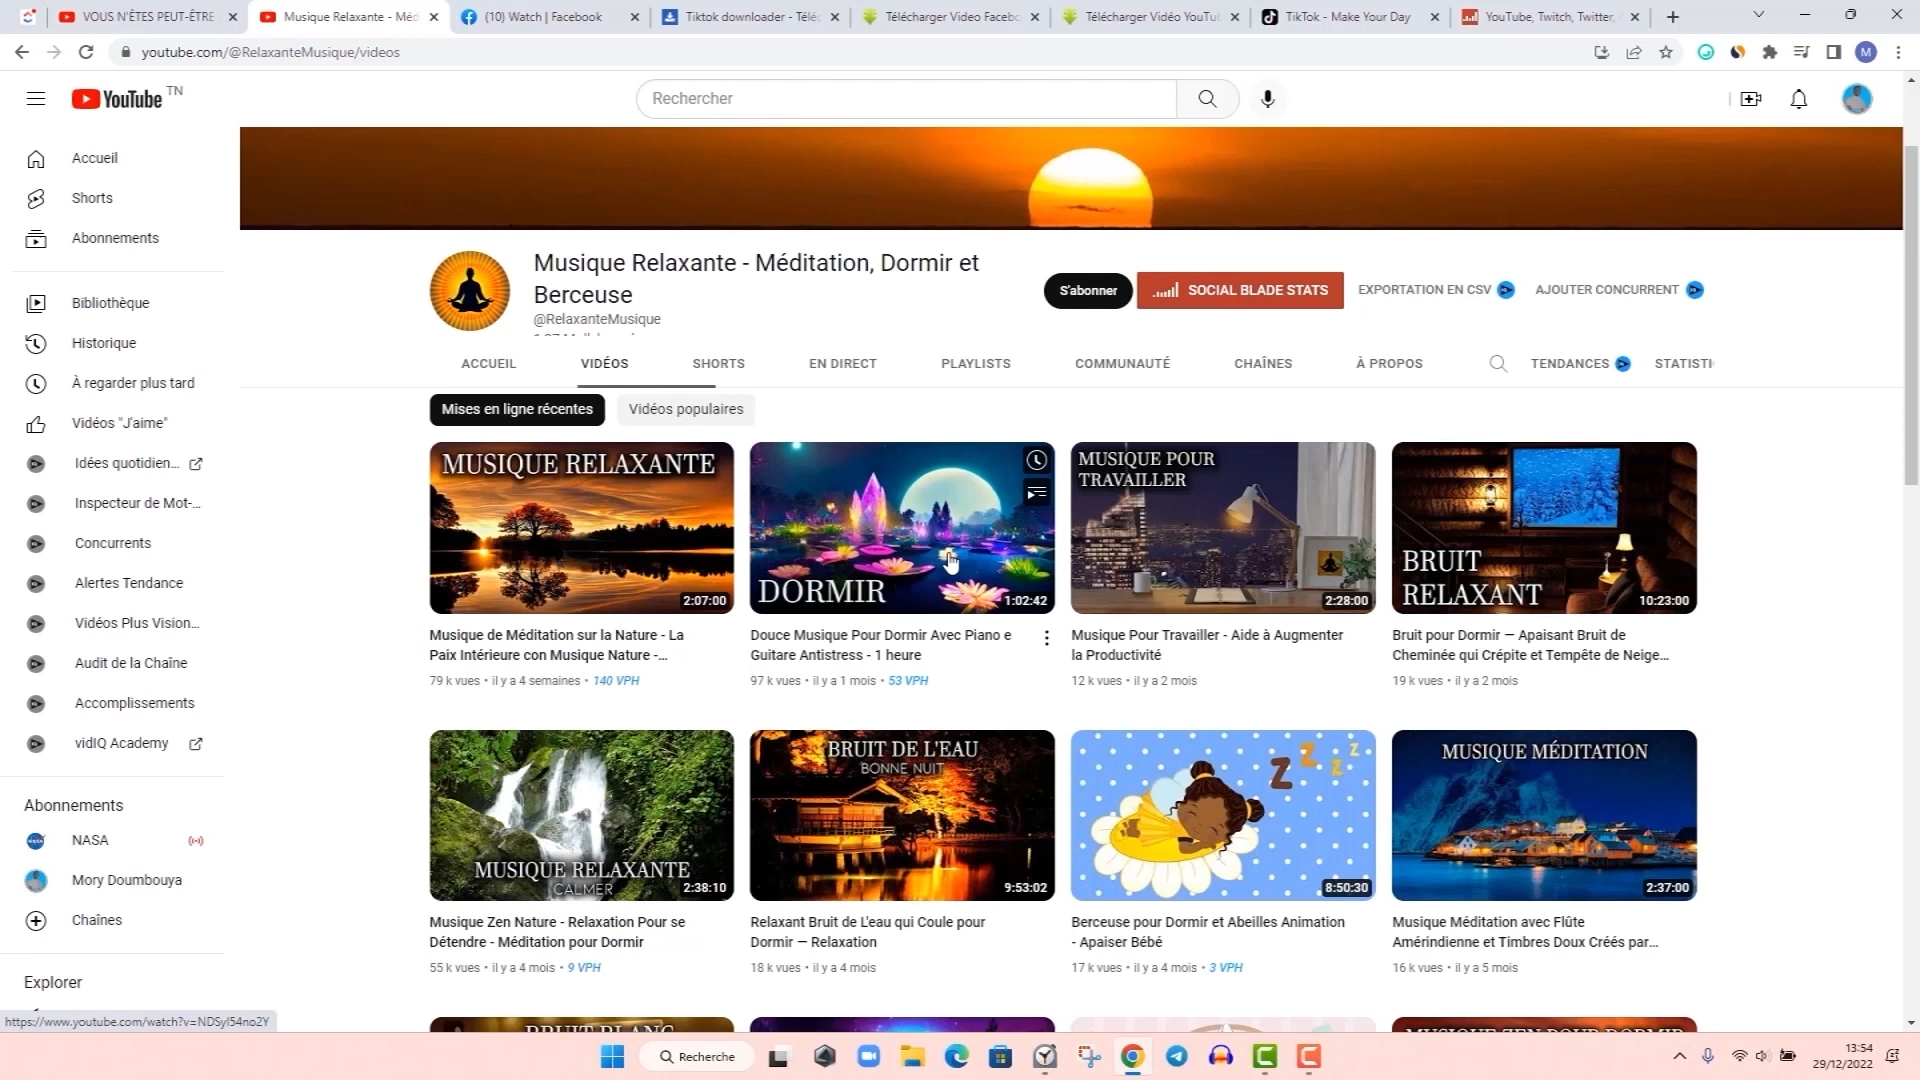 VOUS N'ÊTES PEUT-ÊTRE
Musique Relaxante - Méd
(10) Watch | Facebook
Tiktok downloader - Télé
Télécharger Video Facebo
Télécharger Vidéo YouTub
TikTok - Make Your Day
YouTube, Twitch, Twitter,
youtube.com/@RelaxanteMusique/videos
M
YouTube TN
Rechercher
Accueil
Shorts
Abonnements
Bibliothèque
Historique
À regarder plus tard
Vidéos "J'aime"
Idées quotidien...
Inspecteur de Mot-...
Concurrents
Alertes Tendance
Vidéos Plus Vision...
Audit de la Chaîne
Accomplissements
vidIQ Academy
Abonnements
NASA
Mory Doumbouya
Chaînes
Explorer
https://www.youtube.com/watch?v=NDSyI54no2Y
Musique Relaxante - Méditation, Dormir et
Berceuse
@RelaxanteMusique
S'abonner
SOCIAL BLADE STATS
EXPORTATION EN CSV
AJOUTER CONCURRENT
ACCUEIL
VIDÉOS
SHORTS
EN DIRECT
PLAYLISTS
COMMUNAUTÉ
CHAÎNES
À PROPOS
TENDANCES
STATISTI
Mises en ligne récentes
Vidéos populaires
MUSIQUE RELAXANTE
2:07:00
Musique de Méditation sur la Nature - La
Paix Intérieure con Musique Nature -...
79 k vues • il y a 4 semaines • 140 VPH
DORMIR
1:02:42
Douce Musique Pour Dormir Avec Piano e
Guitare Antistress - 1 heure
97 k vues • il y a 1 mois • 53 VPH
MUSIQUE POUR
TRAVAILLER
2:28:00
Musique Pour Travailler - Aide à Augmenter
la Productivité
12 k vues • il y a 2 mois
BRUIT
RELAXANT
10:23:00
Bruit pour Dormir — Apaisant Bruit de
Cheminée qui Crépite et Tempête de Neige...
19 k vues • il y a 2 mois
MUSIQUE RELAXANTE
CALMER
2:38:10
Musique Zen Nature - Relaxation Pour se
Détendre - Méditation pour Dormir
55 k vues • il y a 4 mois • 9 VPH
BRUIT DE L'EAU
BONNE NUIT
9:53:02
Relaxant Bruit de L'eau qui Coule pour
Dormir — Relaxation
18 k vues • il y a 4 mois
Z Z Z Z Z
8:50:30
Berceuse pour Dormir et Abeilles Animation
- Apaiser Bébé
17 k vues • il y a 4 mois • 3 VPH
MUSIQUE MÉDITATION
2:37:00
Musique Méditation avec Flûte
Amérindienne et Timbres Doux Créés par...
16 k vues • il y a 5 mois
BRUIT BLANC
MUSIQUE ZEN POUR DORMIR
Recherche
13:54
29/12/2022